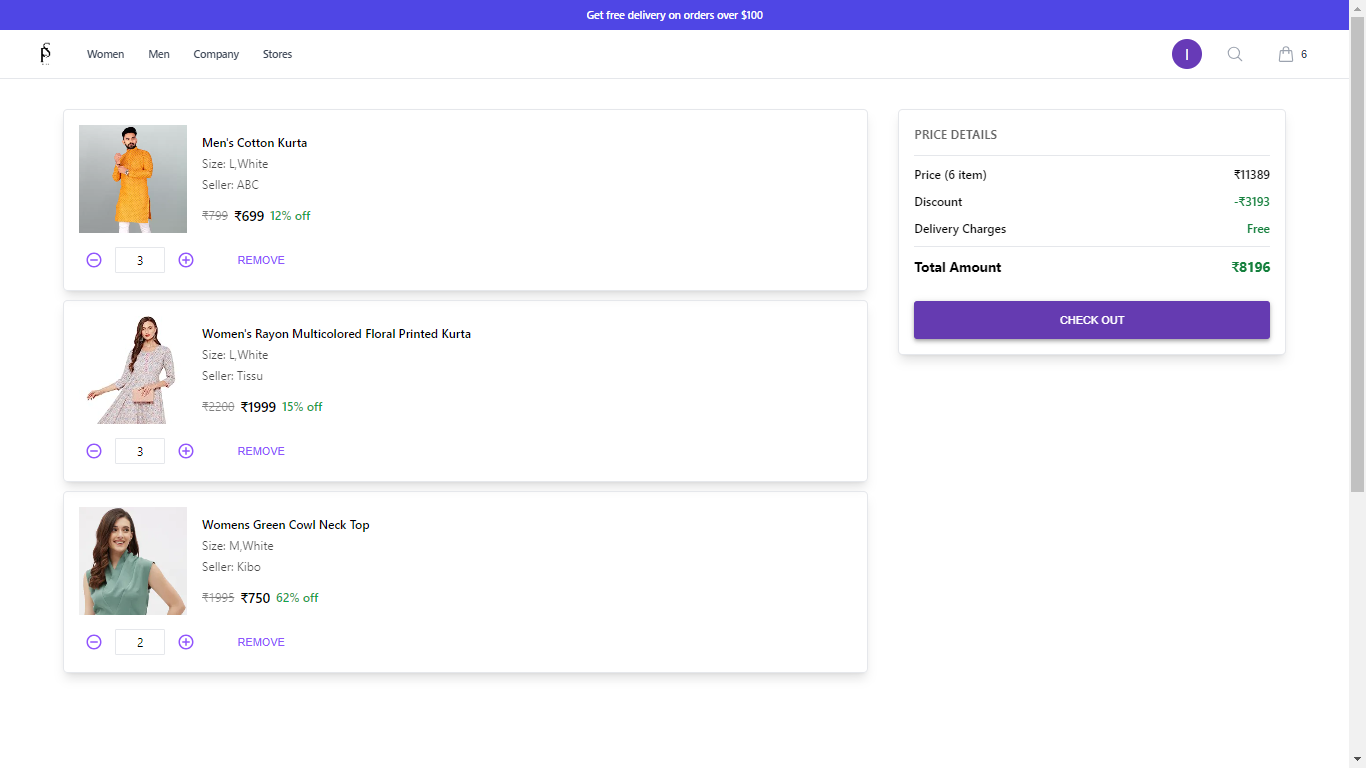 Get free delivery on orders over $100
Women Men Company Stores
I
6
Men's Cotton Kurta
Size: L,White
Seller: ABC
₹799 ₹699 12% off
3 REMOVE
Women's Rayon Multicolored Floral Printed Kurta
Size: L,White
Seller: Tissu
₹2200 ₹1999 15% off
3 REMOVE
Womens Green Cowl Neck Top
Size: M,White
Seller: Kibo
₹1995 ₹750 62% off
2 REMOVE
PRICE DETAILS
Price (6 item) ₹11389
Discount -₹3193
Delivery Charges Free
Total Amount ₹8196
CHECK OUT